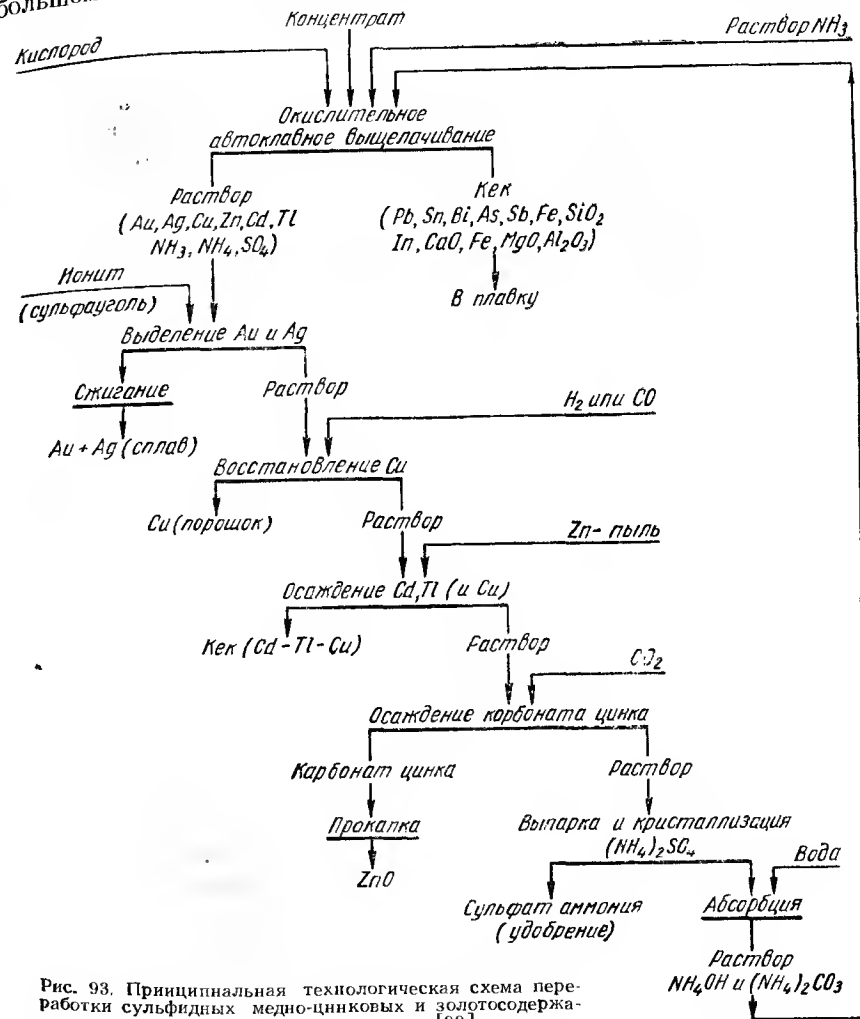 Концентрат
Кислород
Раствор NH₃
Окислительное
автоклавное выщелачивание
Раствор
(Au, Ag, Cu, Zn, Cd, Tl
NH₃, NH₄, SO₄)
Кек
(Pb, Sn, Bi, As, Sb, Fe, SiO₂
In, CaO, Fe, MgO, Al₂O₃)
В плавку
Ионит
(сульфауголь)
Выделение Au и Ag
Сжигание
Раствор
Au + Ag (сплав)
H₂ или CO
Восстановление Cu
Cu (порошок)
Раствор
Zn- пыль
Осаждение Cd, Tl (и Cu)
Кек (Cd-Tl-Cu)
Раствор
CO₂
Осаждение корбоната цинка
Карбонат цинка
Раствор
Прокалка
ZnO
Выпарка и кристаллизация
(NH₄)₂SO₄
Вода
Сульфат аммония
(удобрение)
Абсорбция
Раствор
NH₄OH и (NH₄)₂CO₃
Рис. 93. Принципиальная технологическая схема пере-
работки сульфидных медно-цинковых и золотосодержа-